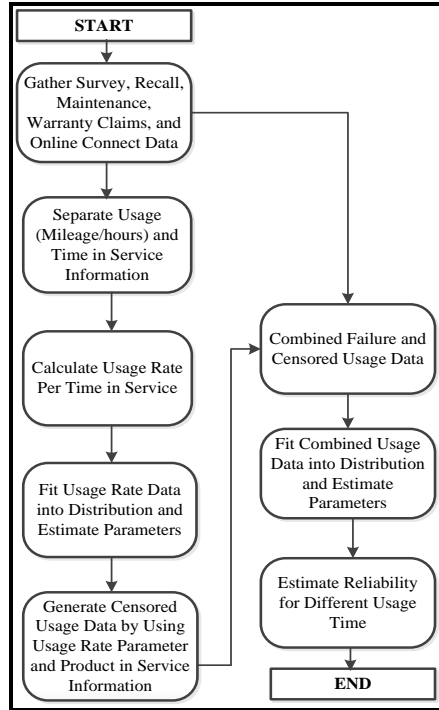 START
Gather Survey, Recall,
Maintenance,
Warranty Claims, and
Online Connect Data
Separate Usage
(Mileage/hours) and
Time in Service
Information
Calculate Usage Rate
Per Time in Service
Fit Usage Rate Data
into Distribution and
Estimate Parameters
Generate Censored
Usage Data by Using
Usage Rate Parameter
and Product in Service
Information
Combined Failure and
Censored Usage Data
Fit Combined Usage
Data into Distribution
and Estimate
Parameters
Estimate Reliability
for Different Usage
Time
END